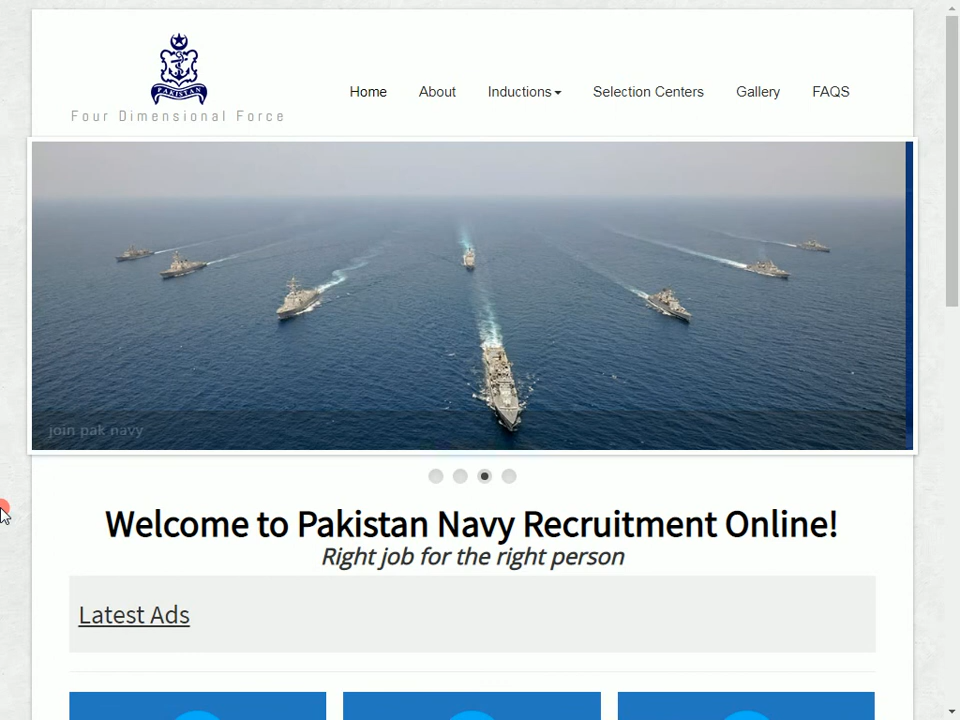 PAKISTAN
Four Dimensional Force
Home About Inductions Selection Centers Gallery FAQS
join pak navy
Welcome to Pakistan Navy Recruitment Online!
Right job for the right person
Latest Ads